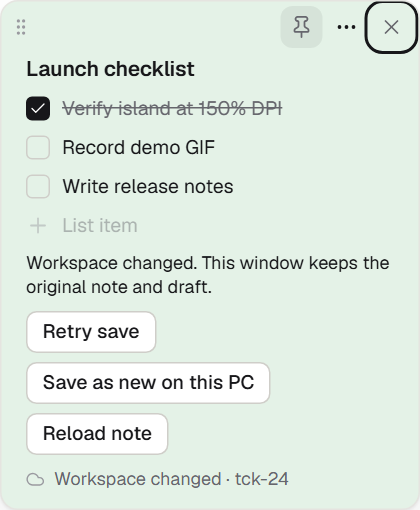 Launch checklist
Verify island at 150% DPI
Record demo GIF
Write release notes
List item
Workspace changed. This window keeps the
original note and draft.
Retry save
Save as new on this PC
Reload note
Workspace changed · tck-24